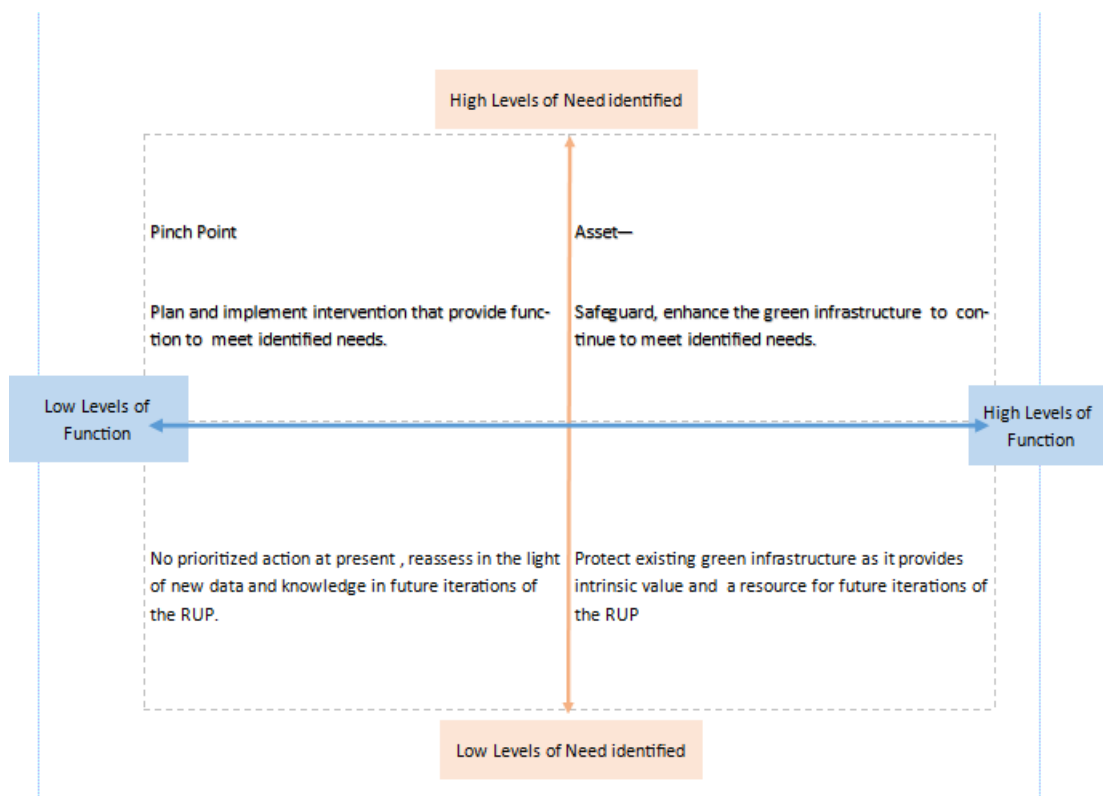 High Levels of Need identified
Pinch Point
Plan and implement intervention that provide func-
tion to meet identified needs.
Asset—
Safeguard, enhance the green infrastructure to con-
tinue to meet identified needs.
Low Levels of
Function
High Levels of
Function
No prioritized action at present , reassess in the light
of new data and knowledge in future iterations of
the RUP.
Protect existing green infrastructure as it provides
intrinsic value and a resource for future iterations of
the RUP
Low Levels of Need identified